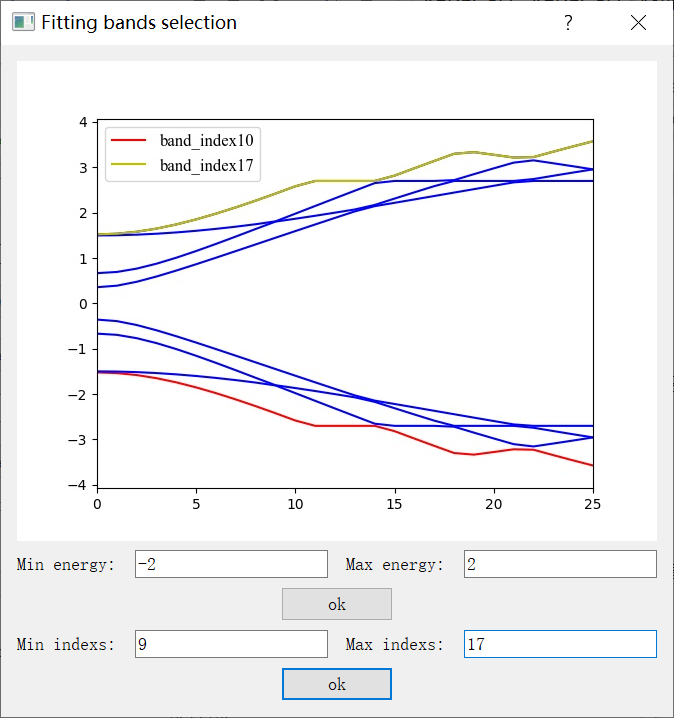 Fitting bands selection
?
4
3
2
1
0
−1
−2
−3
−4
band_index10
band_index17
0 5 10 15 20 25
Min energy: -2 Max energy: 2
ok
Min indexs: 9 Max indexs: 17
ok